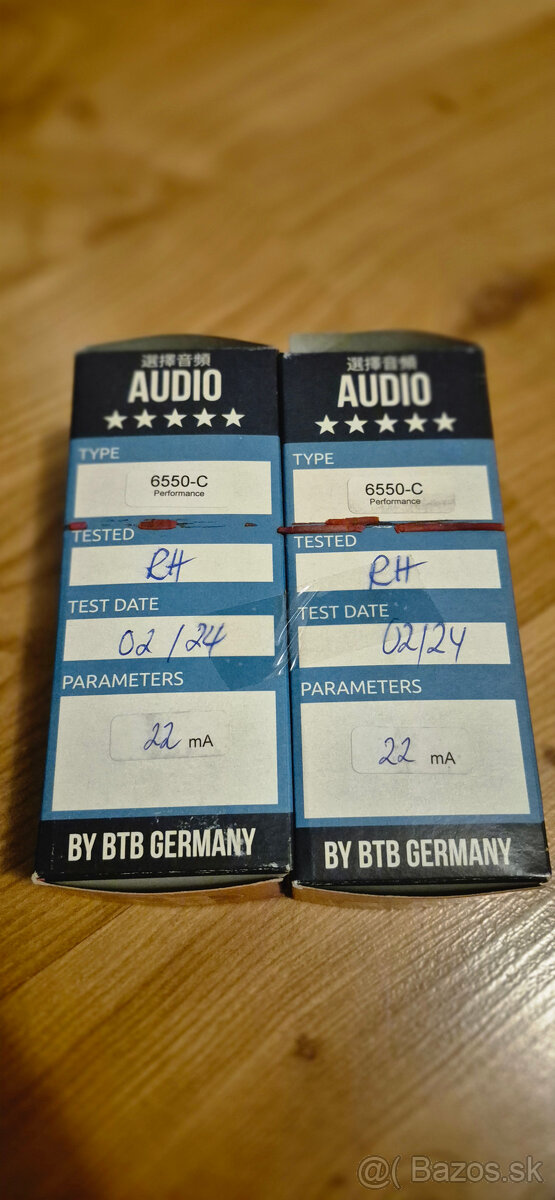 選擇音頻
AUDIO
★★★★★
TYPE
6550-C
Performance
TESTED
RH
TEST DATE
02/24
PARAMETERS
22 mA
BY BTB GERMANY
選擇音頻
AUDIO
★★★★★
TYPE
6550-C
Performance
TESTED
RH
TEST DATE
02/24
PARAMETERS
22 mA
BY BTB GERMANY
@( Bazos.sk